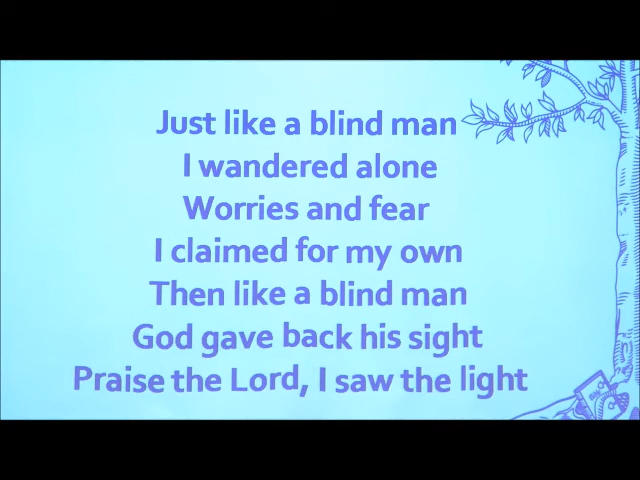 Just like a blind man
I wandered alone
Worries and fear
I claimed for my own
Then like a blind man
God gave back his sight
Praise the Lord, I saw the light